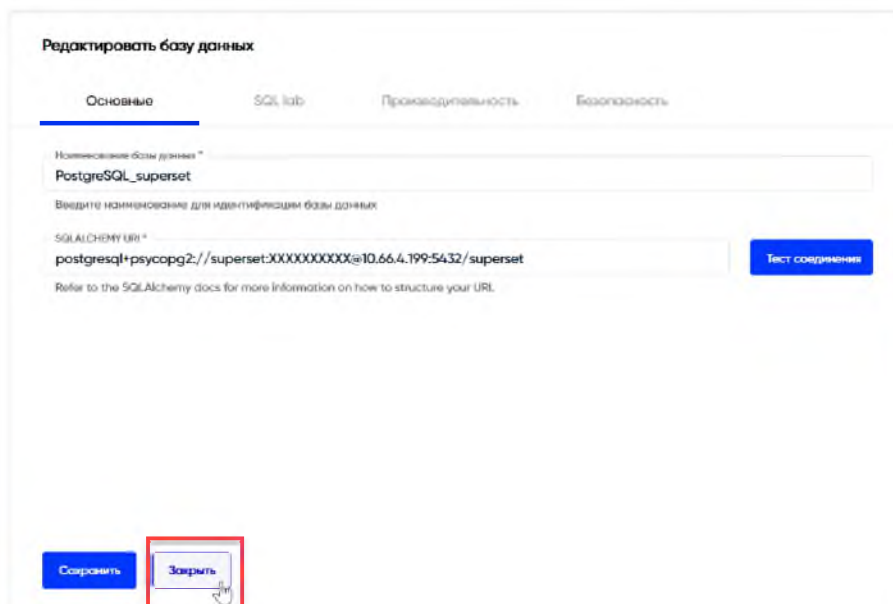 Редактировать базу данных
Основные SQL lab Производительность Безопасность
Наименование базы данных *
PostgreSQL_superset
Введите наименование для идентификации базы данных
SQLALCHEMY URI *
postgresql+psycopg2://superset:XXXXXXXXXX@10.66.4.199:5432/superset
Тест соединения
Refer to the SQLAlchemy docs for more information on how to structure your URI.
Сохранить Закрыть